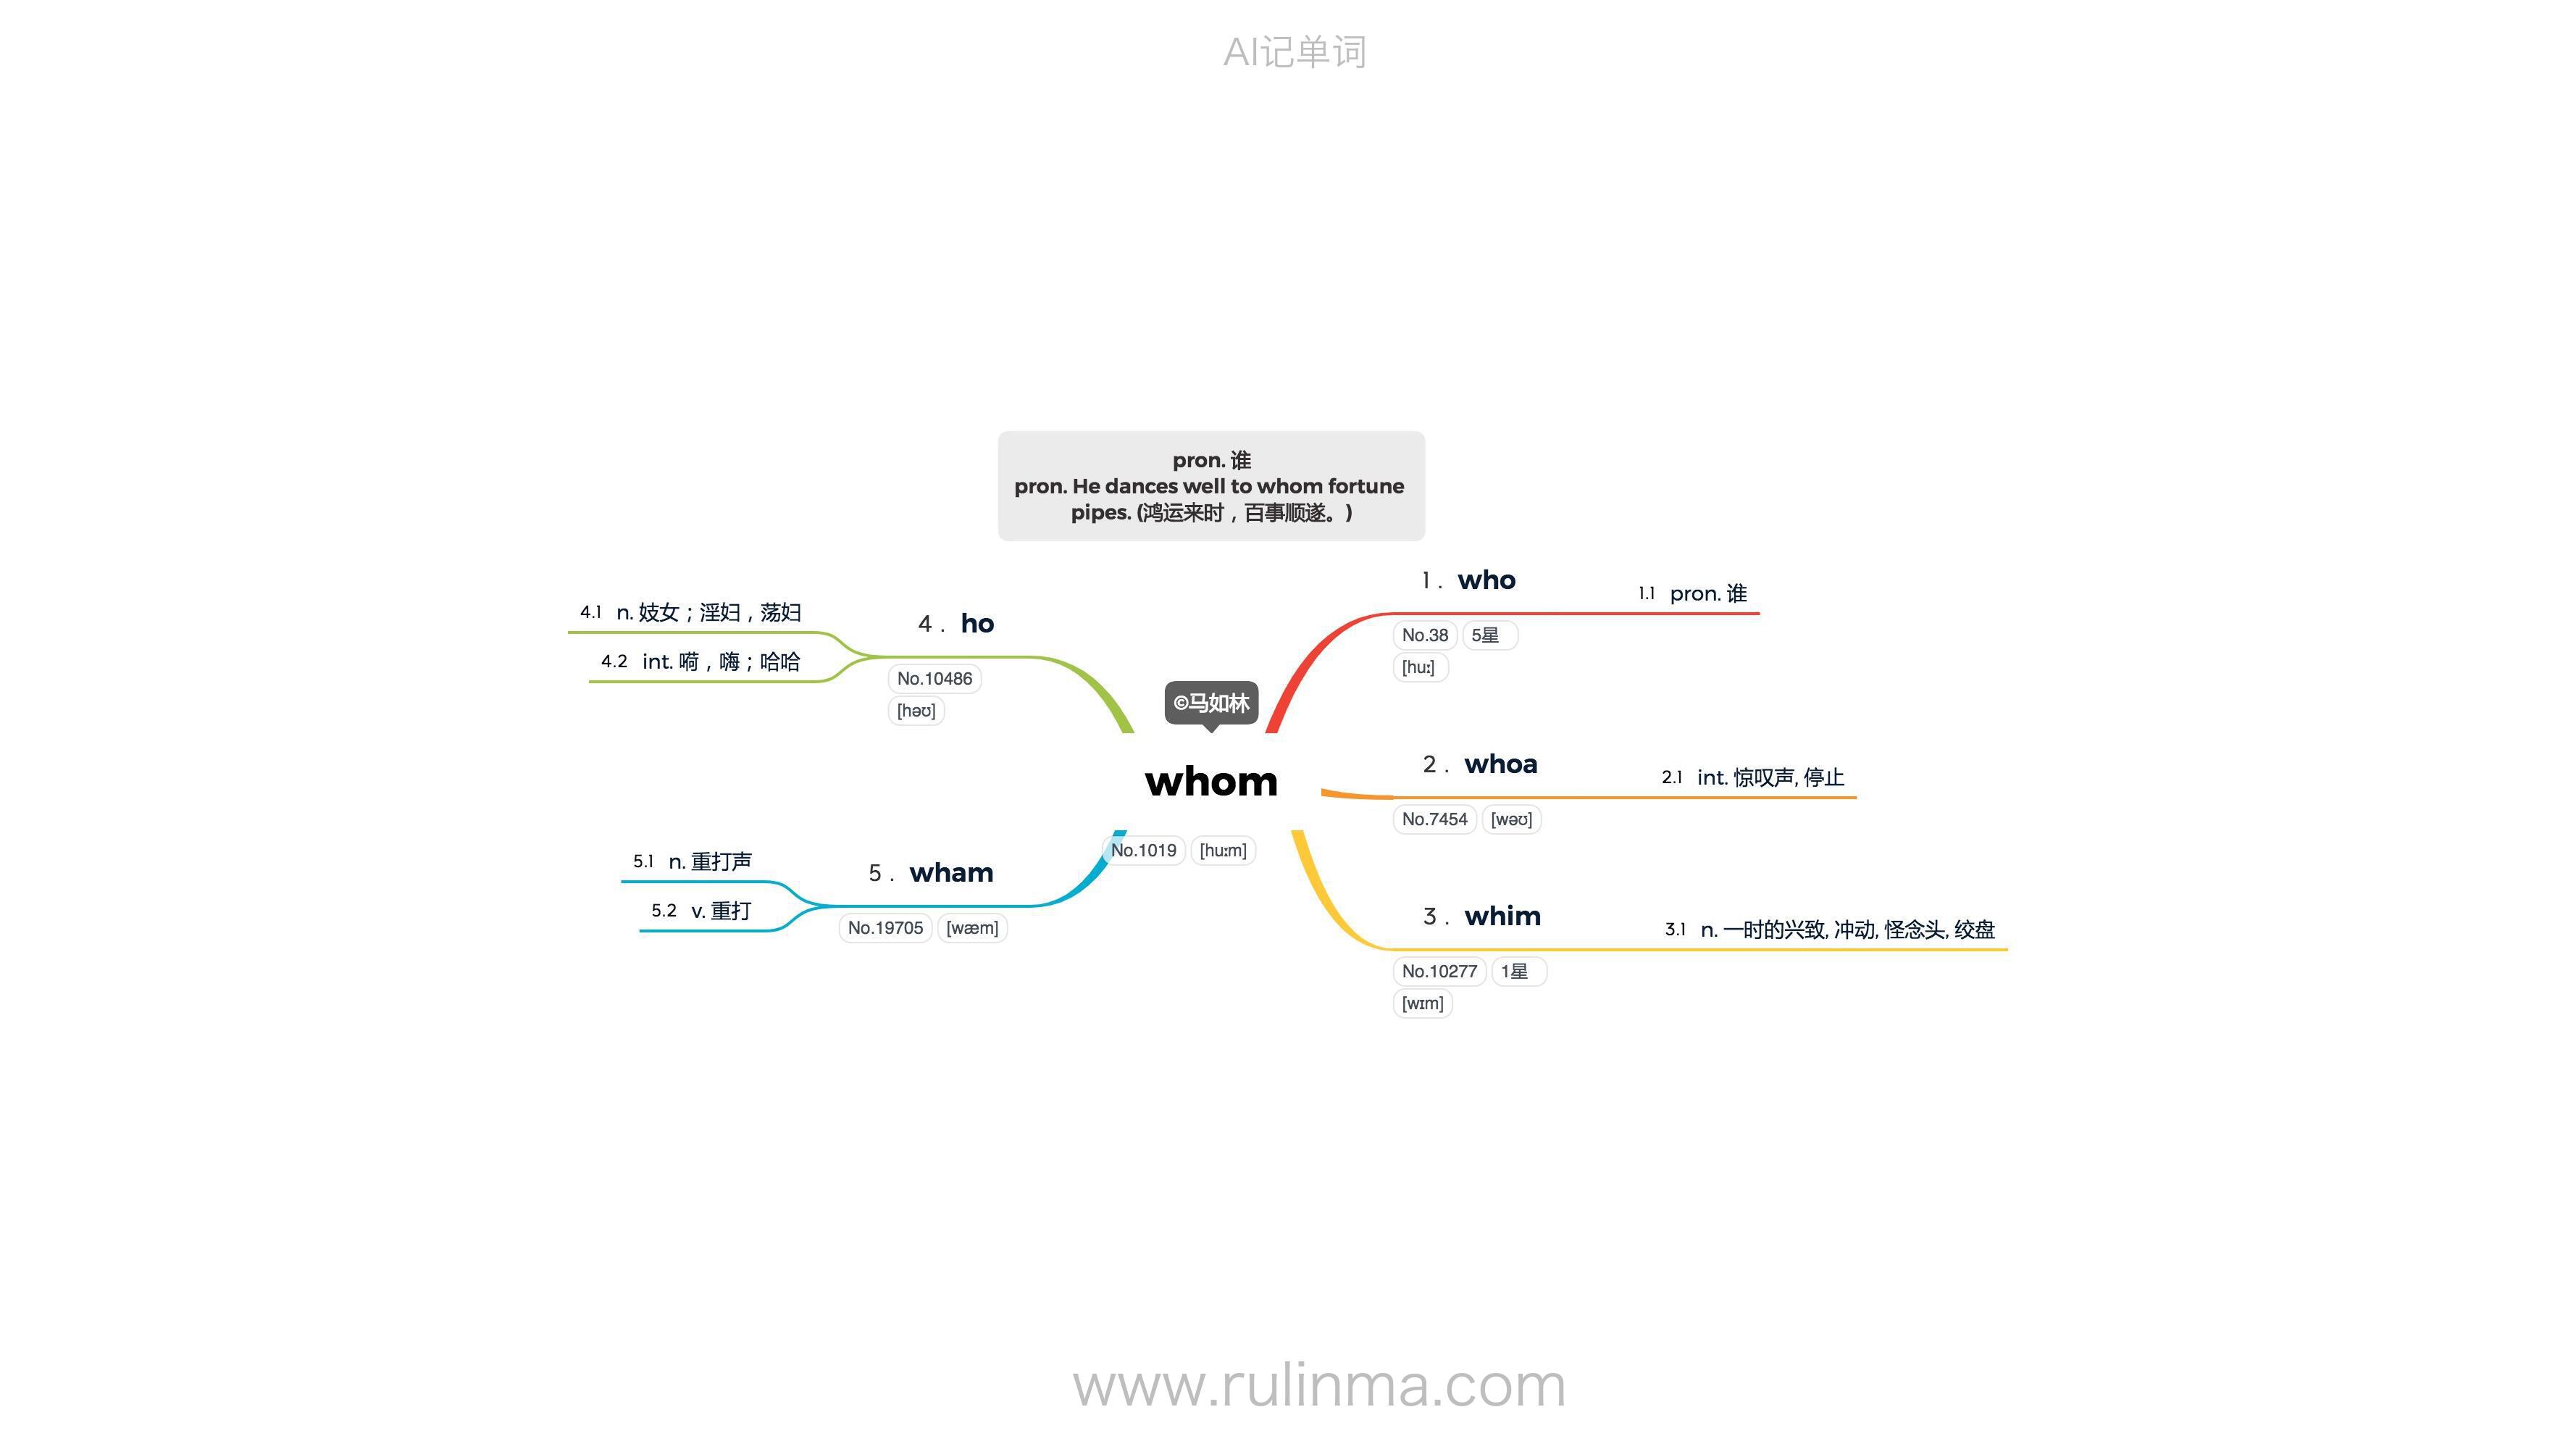 AI记单词
pron. 谁
pron. He dances well to whom fortune
pipes. (鸿运来时，百事顺遂。)
©马如林
whom
No.1019 [huːm]
1 . who
No.38 5星
[huː]
1.1 pron. 谁
2 . whoa
No.7454 [wəʊ]
2.1 int. 惊叹声, 停止
3 . whim
No.10277 1星
[wɪm]
3.1 n. 一时的兴致, 冲动, 怪念头, 绞盘
4 . ho
No.10486
[həʊ]
4.1 n. 妓女；淫妇，荡妇
4.2 int. 嗬，嗨；哈哈
5 . wham
No.19705 [wæm]
5.1 n. 重打声
5.2 v. 重打
www.rulinma.com